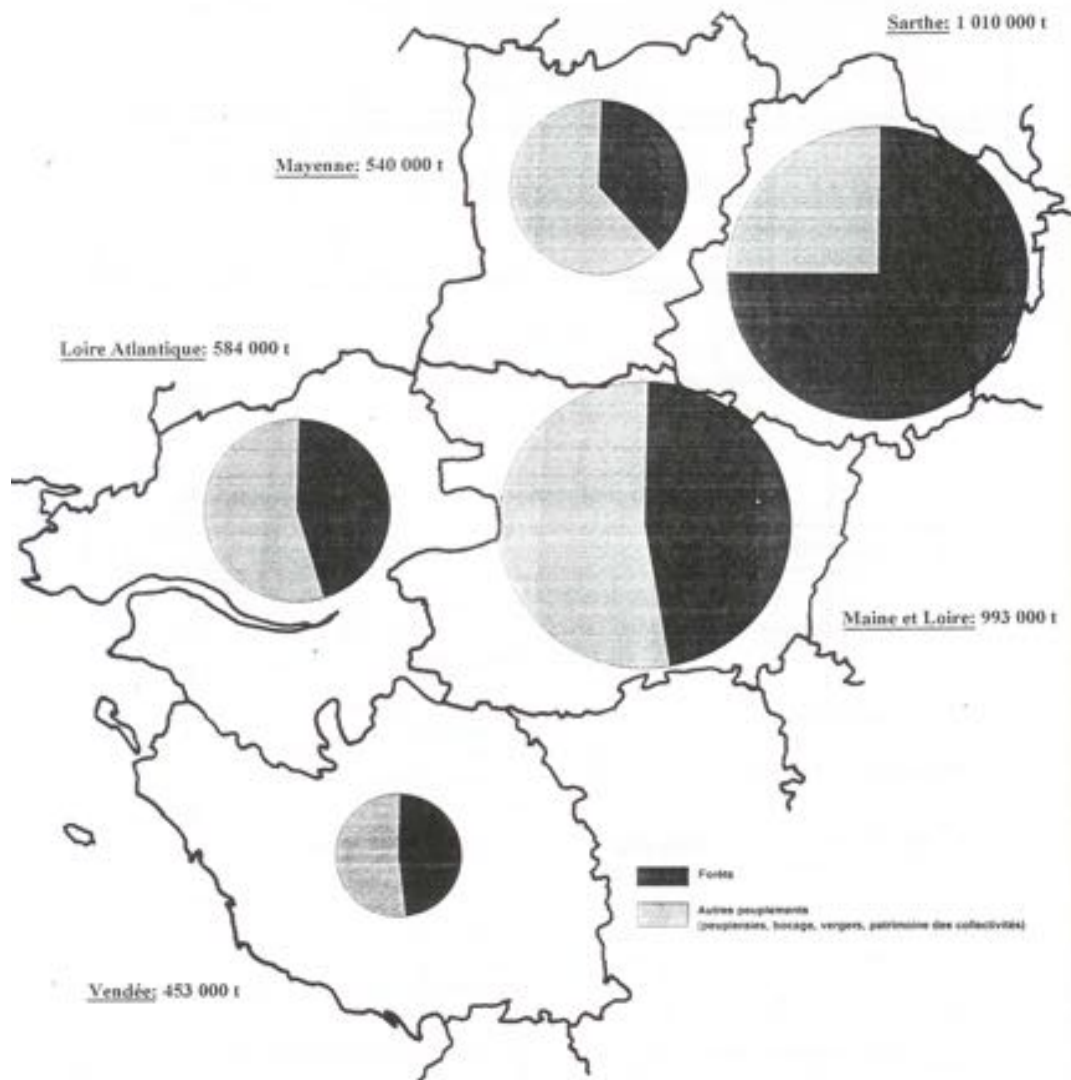 Sarthe: 1 010 000 t
Mayenne: 540 000 t
Loire Atlantique: 584 000 t
Maine et Loire: 993 000 t
Forêts
Autres peuplements
(peupleraies, bocage, vergers, patrimoine des collectivités)
Vendée: 453 000 t